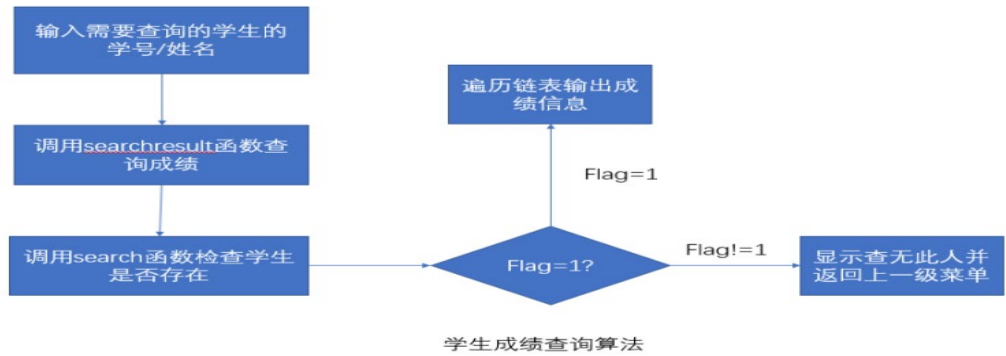 输入需要查询的学生的
学号/姓名
调用searchresult函数查
询成绩
调用search函数检查学生
是否存在
遍历链表输出成
绩信息
Flag=1
Flag=1?
Flag!=1
显示查无此人并
返回上一级菜单
学生成绩查询算法